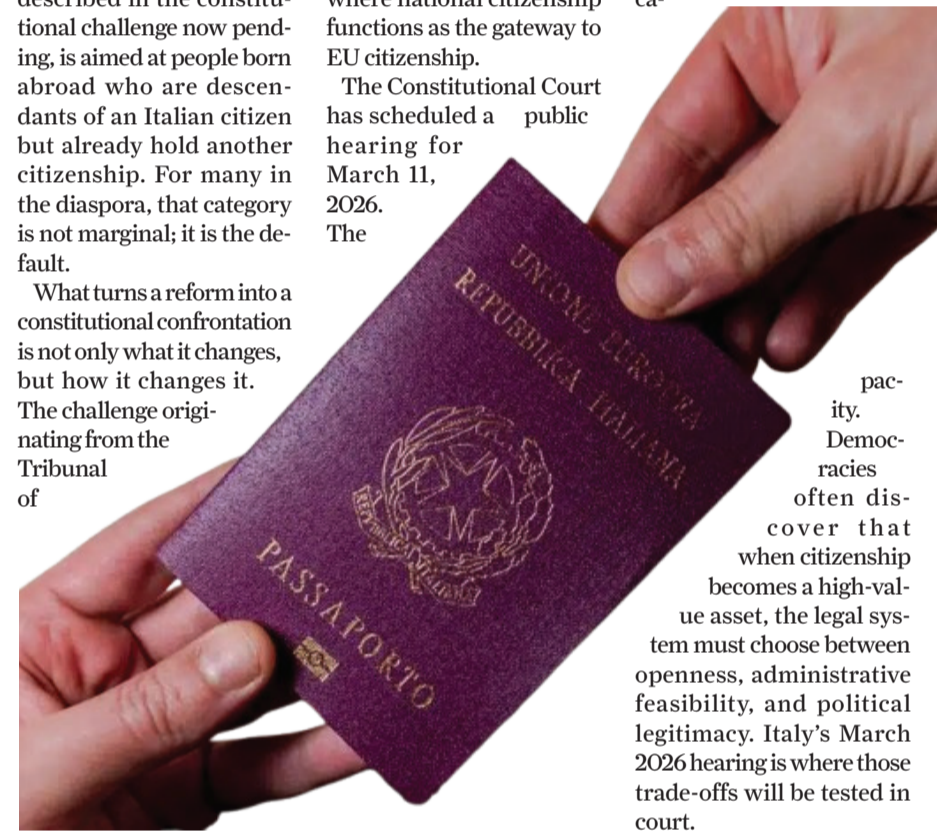 tional challenge now pend-
ing, is aimed at people born
abroad who are descen-
dants of an Italian citizen
but already hold another
citizenship. For many in
the diaspora, that category
is not marginal; it is the de-
fault.
What turns a reform into a
constitutional confrontation
is not only what it changes,
but how it changes it.
The challenge origi-
nating from the
Tribunal
of
where national citizenship
functions as the gateway to
EU citizenship.
The Constitutional Court
has scheduled a public
hearing for
March 11,
2026.
The
ca-
pac-
ity.
Democ-
racies
often dis-
cover that
when citizenship
becomes a high-val-
ue asset, the legal sys-
tem must choose between
openness, administrative
feasibility, and political
legitimacy. Italy's March
2026 hearing is where those
trade-offs will be tested in
court.
UNIONE EUROPEA
REPUBBLICA ITALIANA
PASSAPORTO